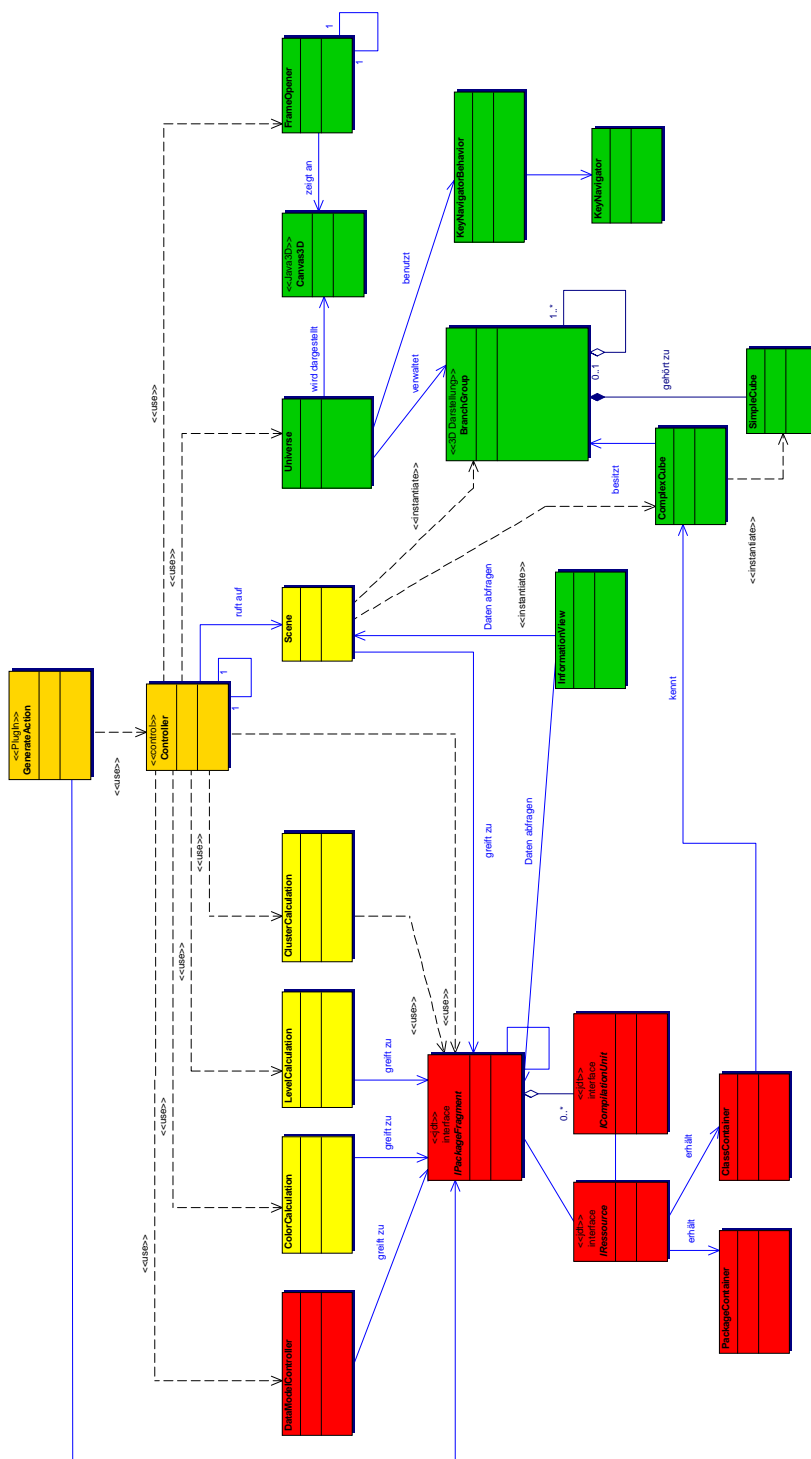 <<PlugIn>>
GenerateAction
<<use>>
<<control>>
Controller
1
1
ruft auf
<<use>>
<<use>>
<<use>>
<<use>>
<<use>>
<<use>>
DataModelController
ColorCalculation
LevelCalculation
ClusterCalculation
Scene
Universe
wird dargestellt
<<Java3D>>
Canvas3D
zeigt an
FrameOpener
1
1
greift zu
greift zu
greift zu
<<use>>
<<use>>
greift zu
Daten abfragen
Daten abfragen
<<instantiate>>
<<instantiate>>
verwaltet
benutzt
<<jdt>>
interface
IPackageFragment
0..*
<<3D Darstellung>>
BranchGroup
0..1
1..*
KeyNavigatorBehavior
KeyNavigator
<<jdt>>
interface
IRessource
<<jdt>>
interface
ICompilationUnit
InformationView
besitzt
gehört zu
ComplexCube
SimpleCube
<<instantiate>>
erhält
erhält
kennt
PackageContainer
ClassContainer